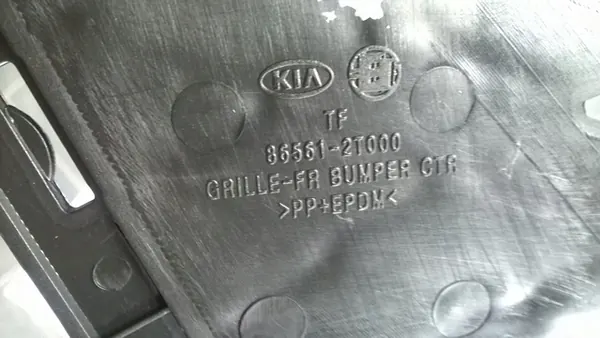 KIA
TF
86561-2T000
GRILLE-FR BUMPER CTR
>PP+EPDM<